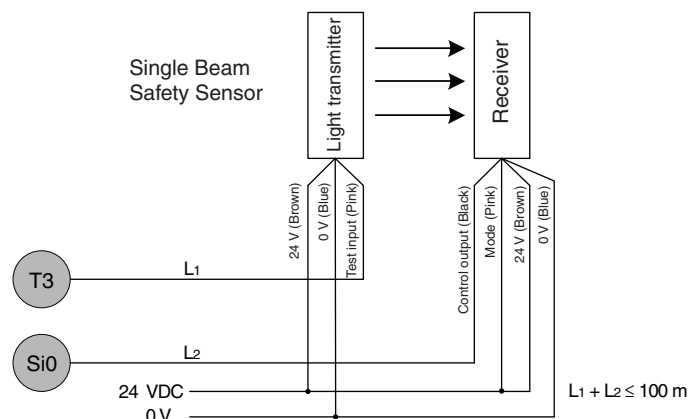 Single Beam
Safety Sensor
Light transmitter
Receiver
24 V (Brown)
0 V (Blue)
Test input (Pink)
Control output (Black)
Mode (Pink)
24 V (Brown)
0 V (Blue)
T3
L1
Si0
L2
24 VDC
0 V
L1 + L2 ≤ 100 m